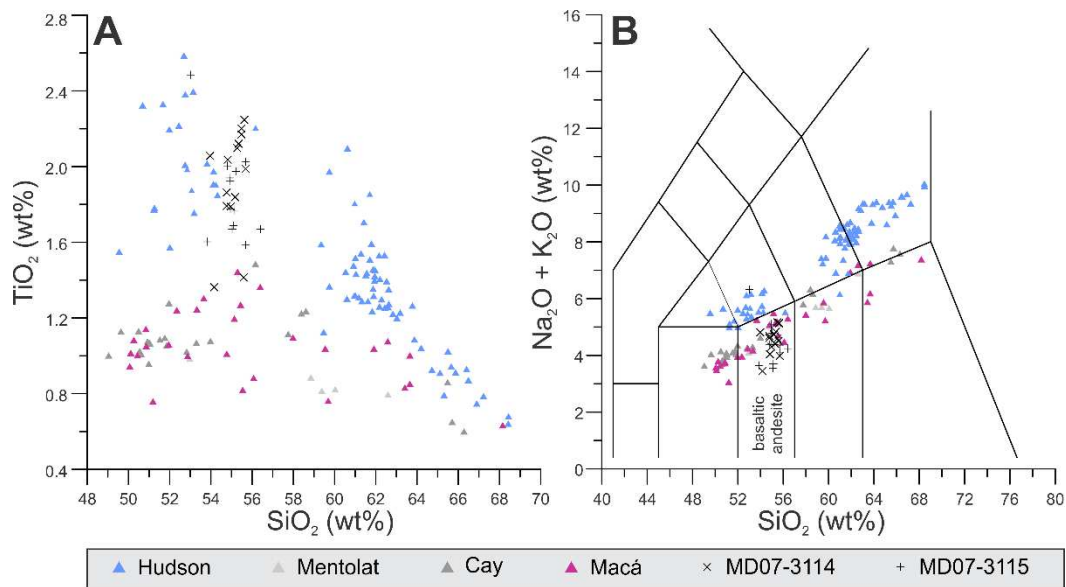 A
TiO₂ (wt%)
2.8
2.4
2.0
1.6
1.2
0.8
0.4
48 50 52 54 56 58 60 62 64 66 68 70
SiO₂ (wt%)
B
Na₂O + K₂O (wt%)
16
14
12
10
8
6
4
2
0
basaltic
andesite
40 44 48 52 56 60 64 68 72 76 80
SiO₂ (wt%)
Hudson Mentolat Cay Macá MD07-3114 MD07-3115